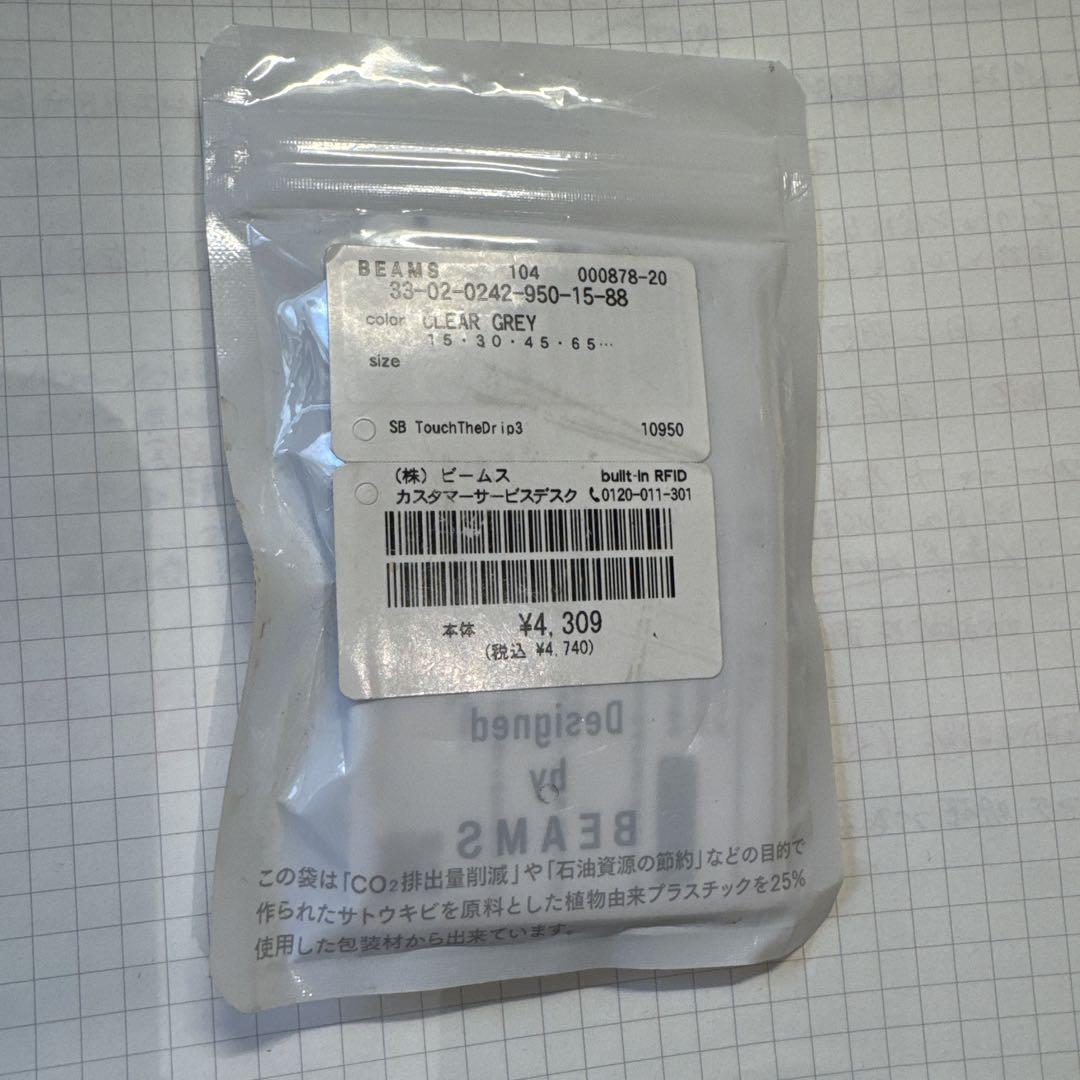 BEAMS 104 000878-20
33-02-0242-950-15-88
color CLEAR GREY
15・30・45・65…
size
SB TouchTheDrip3 10950
(株) ビームス built-in RFID
カスタマーサービスデスク 0120-011-301
本体 ¥4,309
(税込 ¥4,740)
Designed
by
BEAMS
この袋は「CO2排出量削減」や「石油資源の節約」などの目的で
作られたサトウキビを原料とした植物由来プラスチックを25%
使用した包装材から出来ています。